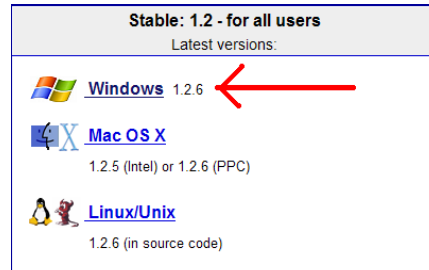 Stable: 1.2 - for all users
Latest versions:
Windows 1.2.6
Mac OS X
1.2.5 (Intel) or 1.2.6 (PPC)
Linux/Unix
1.2.6 (in source code)